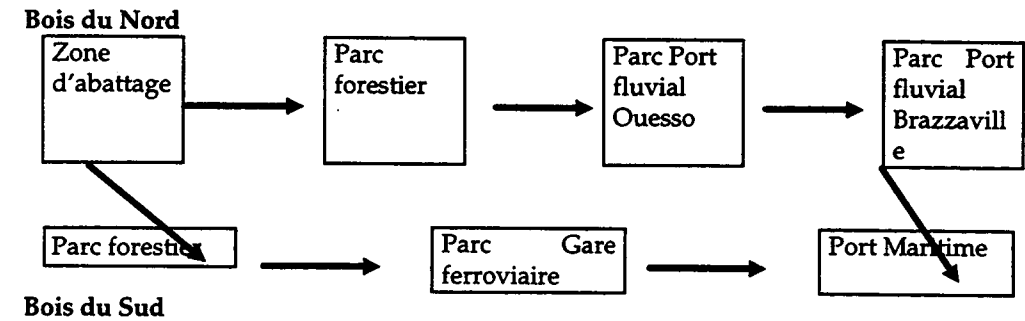 Bois du Nord
Zone
d'abattage
Parc
forestier
Parc Port
fluvial
Ouesso
Parc Port
fluvial
Brazzavill
e
Parc forestier
Parc Gare
ferroviaire
Port Maritime
Bois du Sud